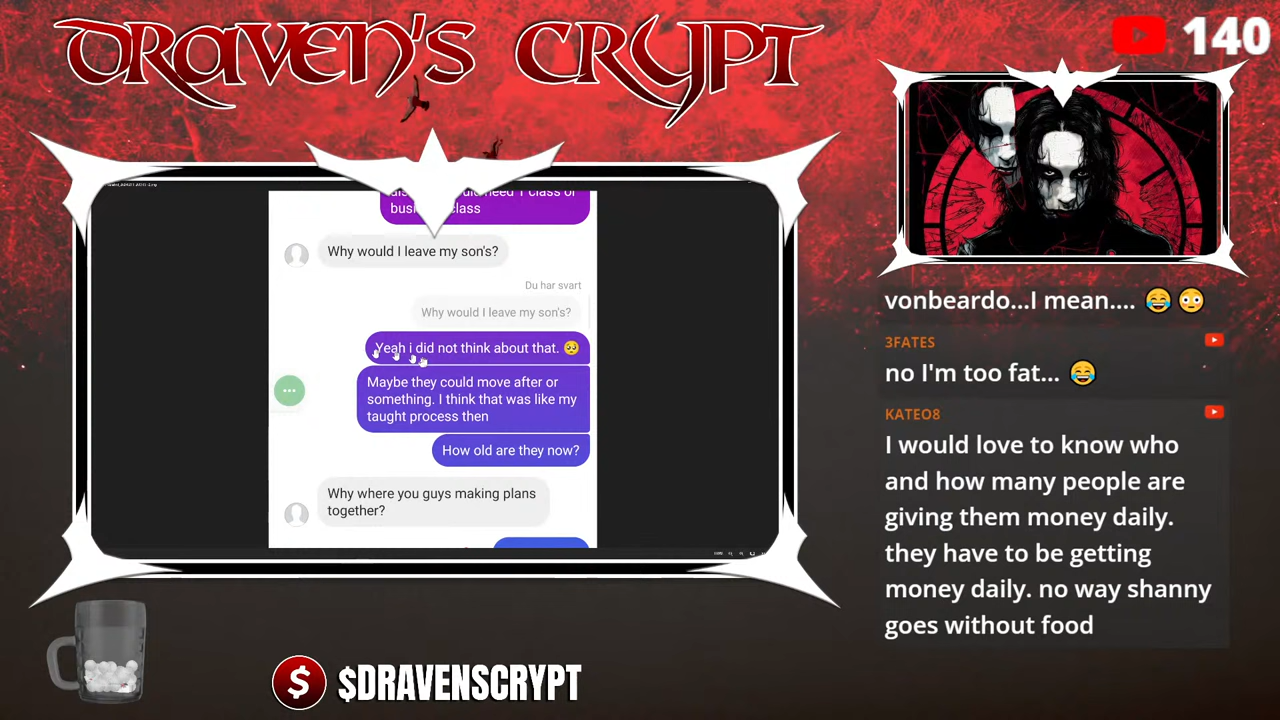 DRAVEN'S CRYPT
140
class or
class
Why would I leave my son's?
Du har svart
Why would I leave my son's?
Yeah i did not think about that. 🥺
Maybe they could move after or
something. I think that was like my
taught process then
How old are they now?
Why where you guys making plans
together?
$DRAVENSCRYPT
vonbeardo...I mean.... 😂 😳
3FATES
no I'm too fat... 😂
KATEO8
I would love to know who
and how many people are
giving them money daily.
they have to be getting
money daily. no way shanny
goes without food